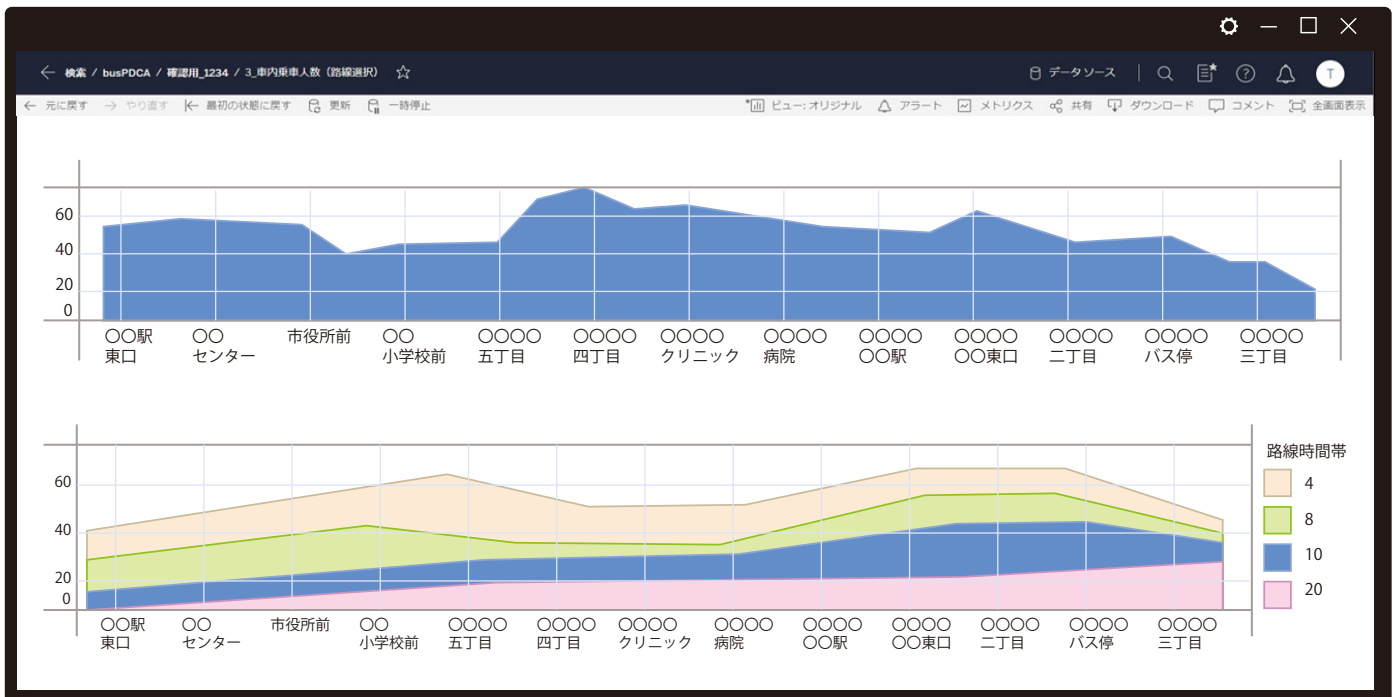 検索 / busPDCA / 確認用_1234 / 3_車内乗車人数（路線選択）
データソース
T
元に戻す やり直す 最初の状態に戻す 更新 一時停止
ビュー: オリジナル アラート メトリクス 共有 ダウンロード コメント 全画面表示
60
40
20
0
〇〇駅 〇〇 市役所前 〇〇 〇〇〇〇 〇〇〇〇 〇〇〇〇 〇〇〇〇 〇〇〇〇 〇〇〇〇 〇〇〇〇 〇〇〇〇 〇〇〇〇
東口 センター 小学校前 五丁目 四丁目 クリニック 病院 〇〇駅 〇〇東口 二丁目 バス停 三丁目
路線時間帯
4
8
10
20
60
40
20
0
〇〇駅 〇〇 市役所前 〇〇 〇〇〇〇 〇〇〇〇 〇〇〇〇 〇〇〇〇 〇〇〇〇 〇〇〇〇 〇〇〇〇 〇〇〇〇 〇〇〇〇
東口 センター 小学校前 五丁目 四丁目 クリニック 病院 〇〇駅 〇〇東口 二丁目 バス停 三丁目